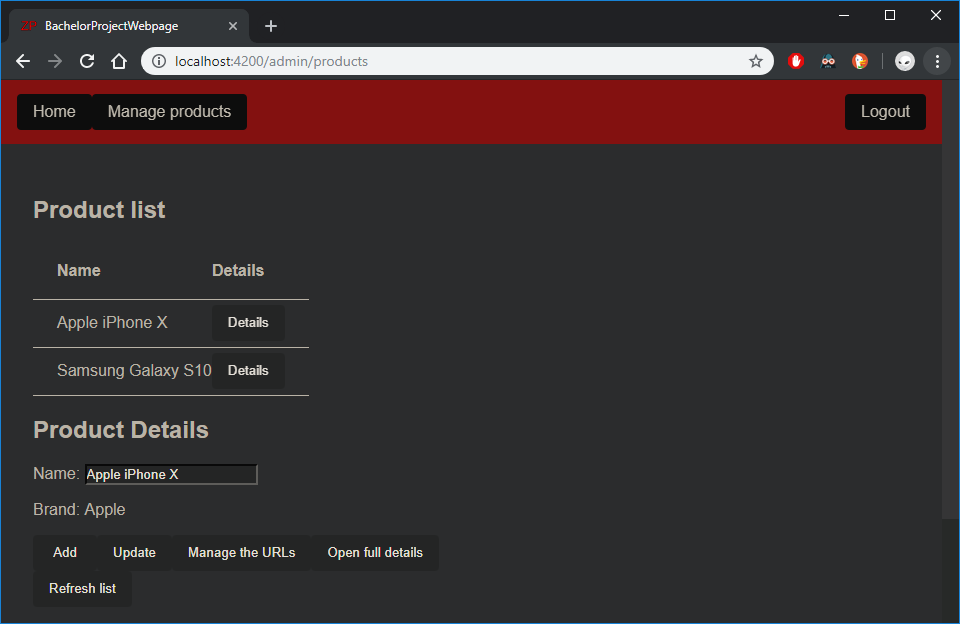 BachelorProjectWebpage
localhost:4200/admin/products
Home Manage products Logout
Product list
Name Details
Apple iPhone X Details
Samsung Galaxy S10 Details
Product Details
Name: Apple iPhone X
Brand: Apple
Add Update Manage the URLs Open full details
Refresh list